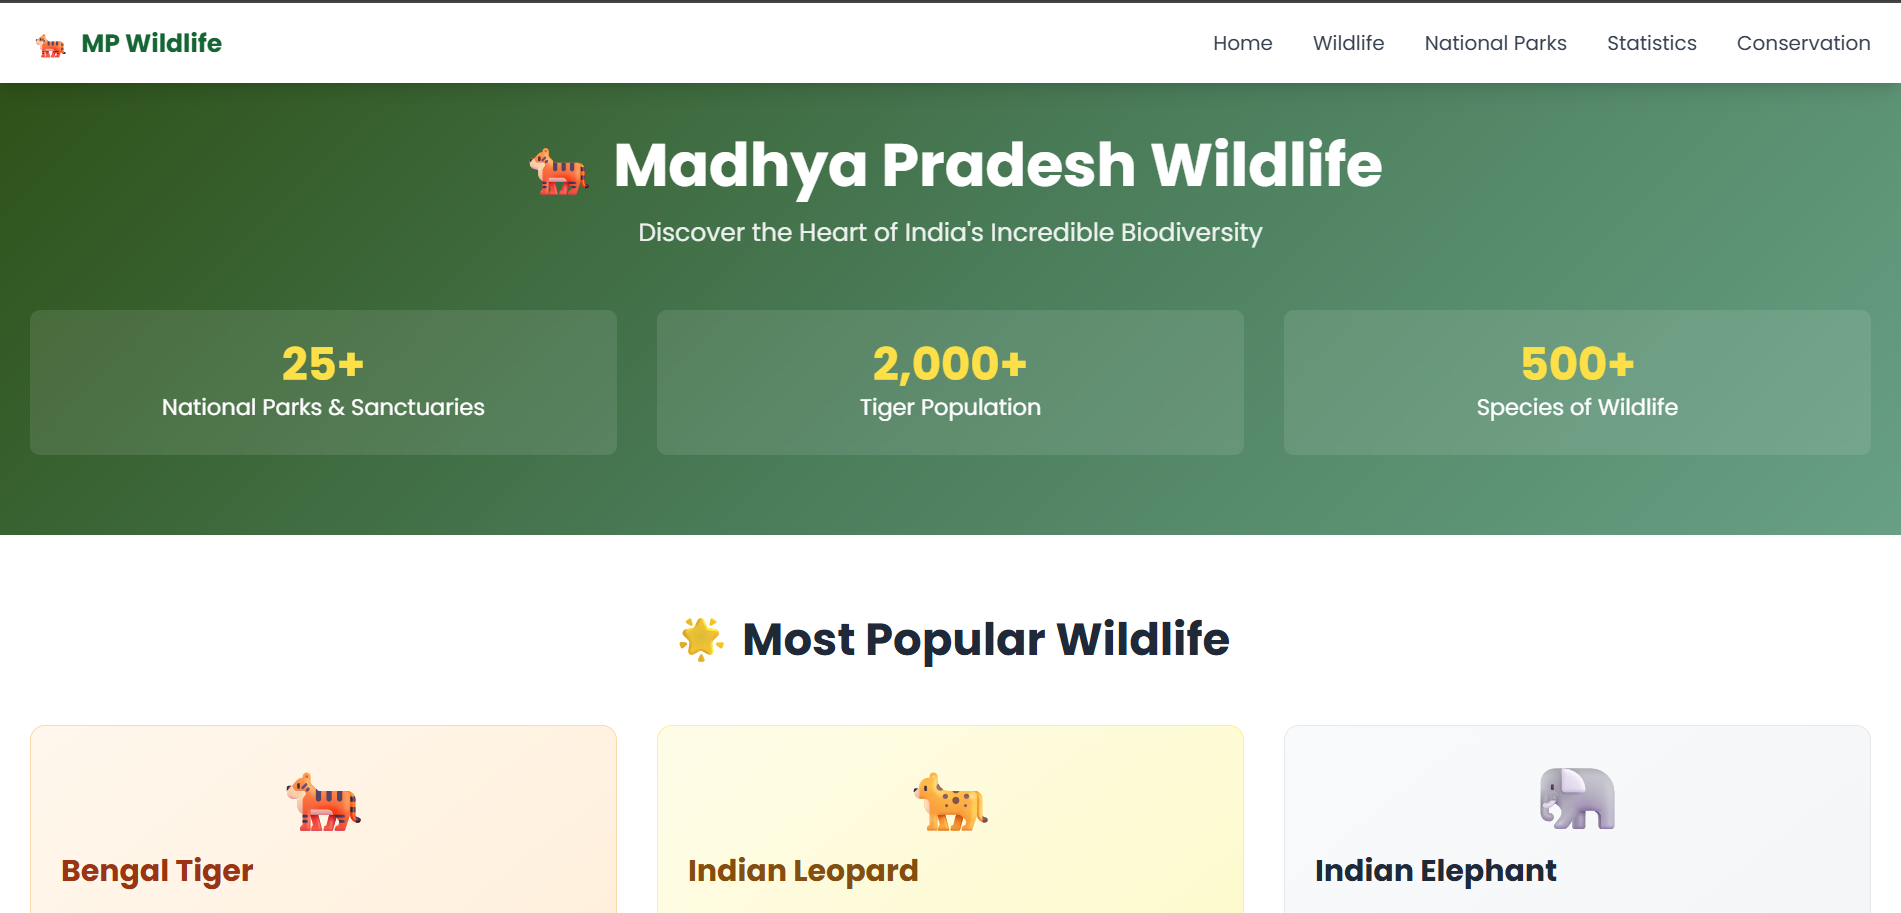 MP Wildlife
Home Wildlife National Parks Statistics Conservation
Madhya Pradesh Wildlife
Discover the Heart of India's Incredible Biodiversity
25+
National Parks & Sanctuaries
2,000+
Tiger Population
500+
Species of Wildlife
Most Popular Wildlife
Bengal Tiger
Indian Leopard
Indian Elephant